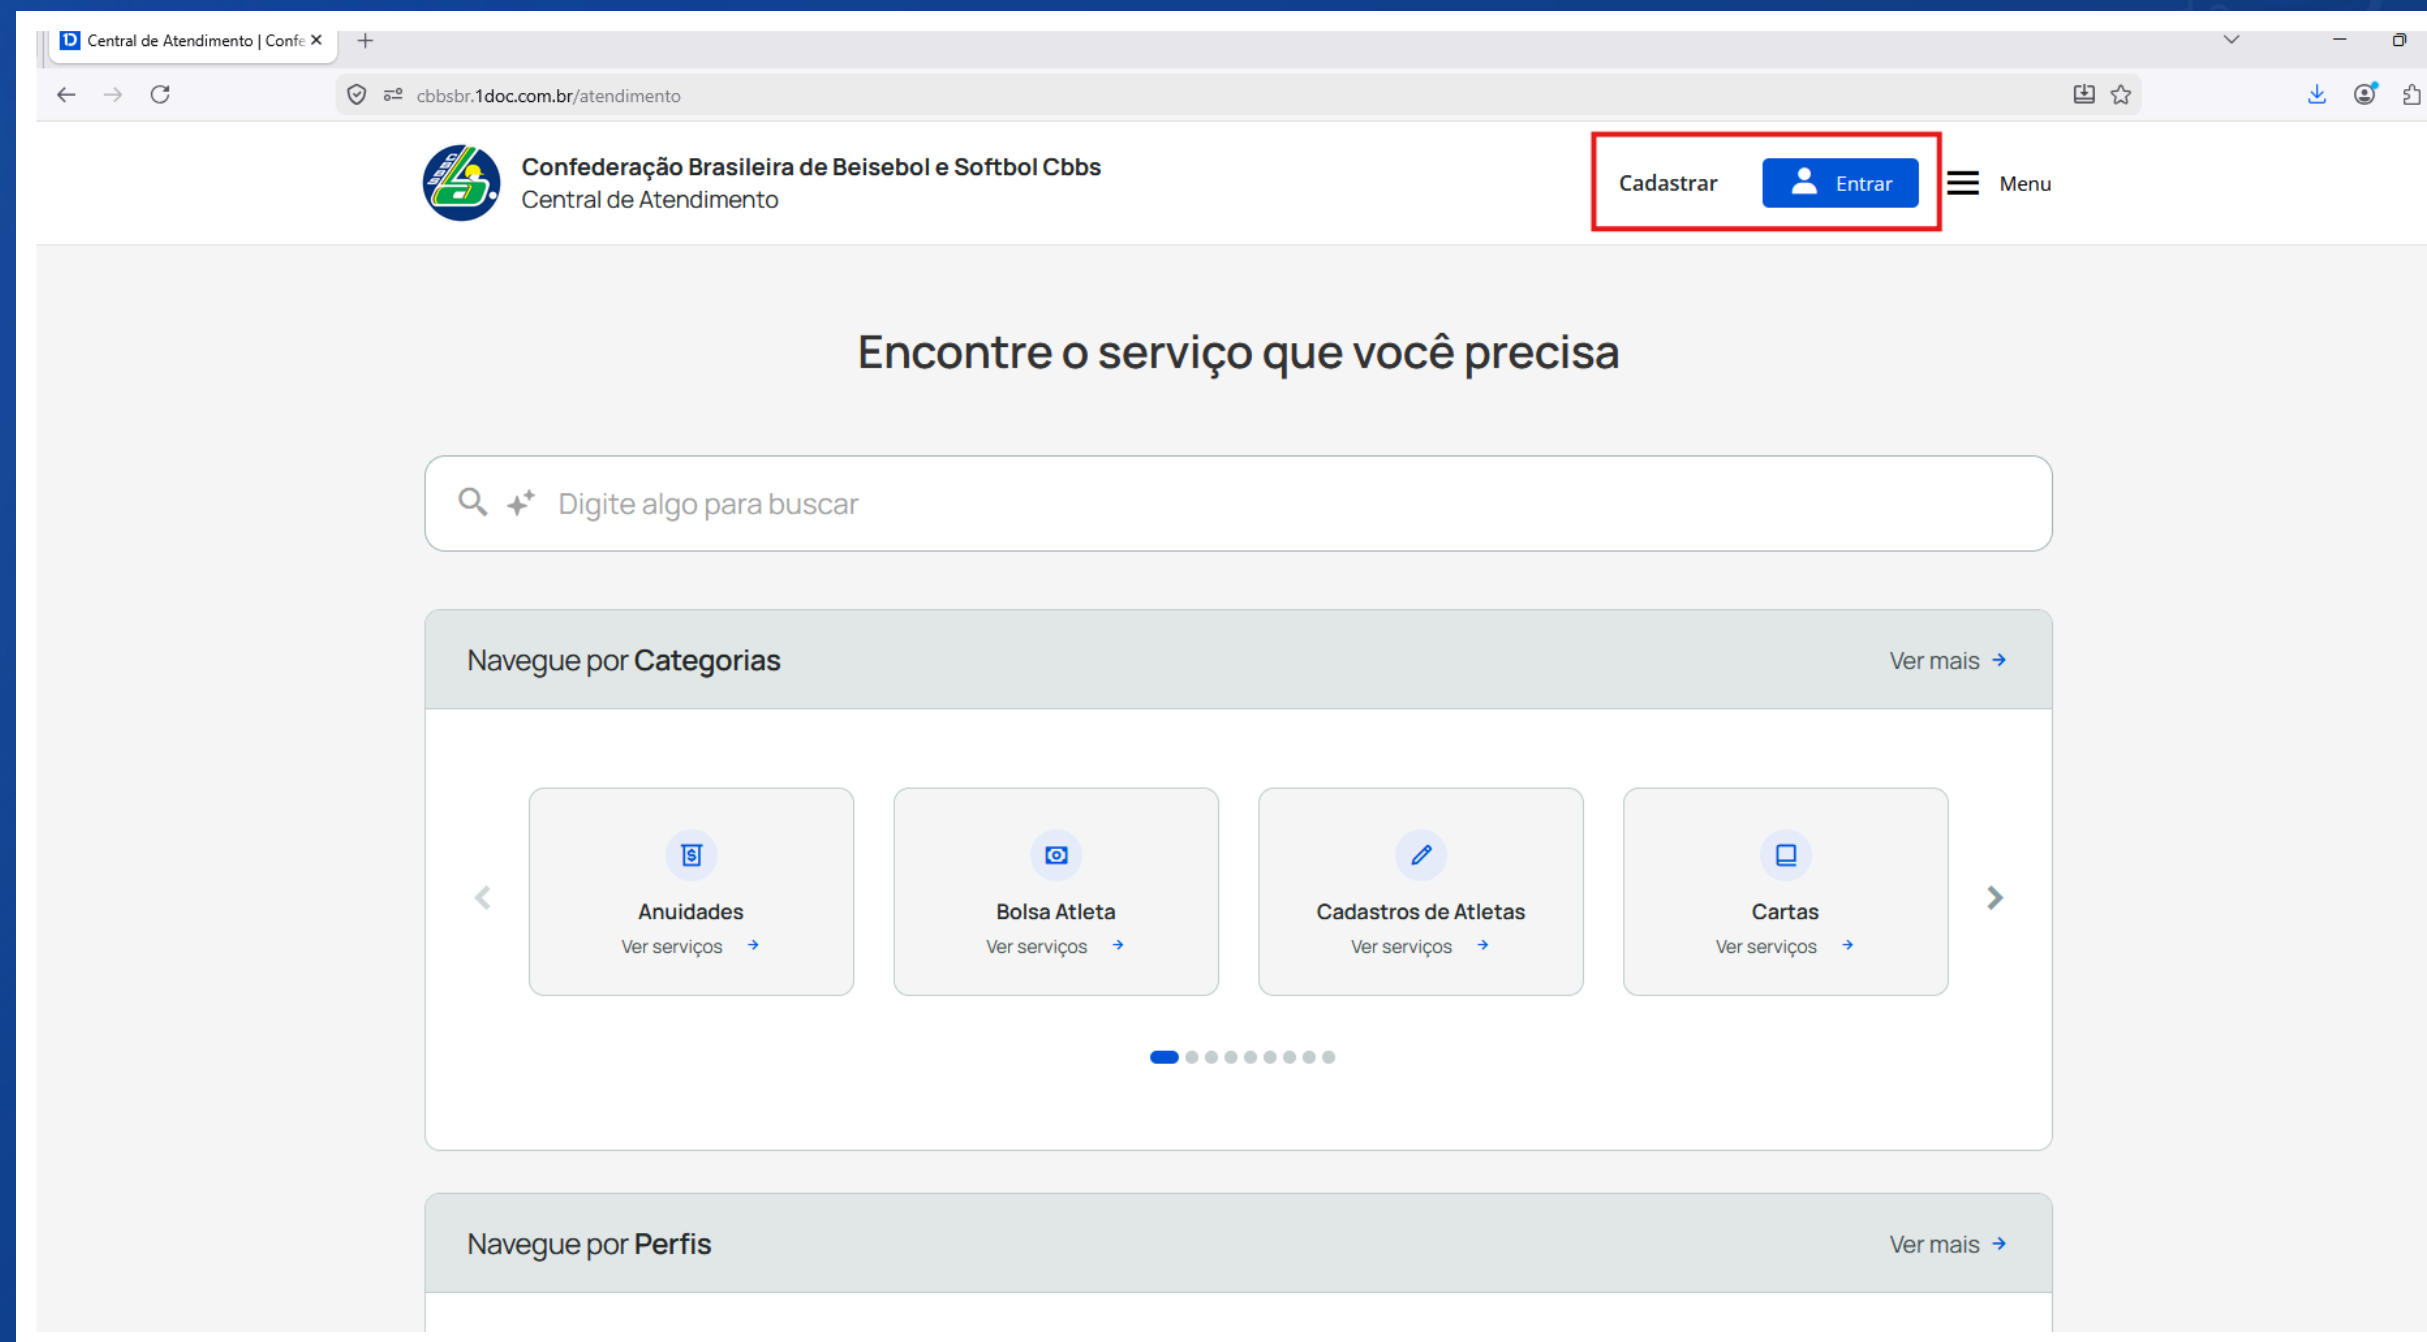 Central de Atendimento | Confe
cbbsbr.1doc.com.br/atendimento
Confederação Brasileira de Beisebol e Softbol Cbbs
Central de Atendimento
Cadastrar
Entrar
Menu
Encontre o serviço que você precisa
Digite algo para buscar
Navegue por Categorias
Ver mais →
Anuidades
Ver serviços →
Bolsa Atleta
Ver serviços →
Cadastros de Atletas
Ver serviços →
Cartas
Ver serviços →
Navegue por Perfis
Ver mais →